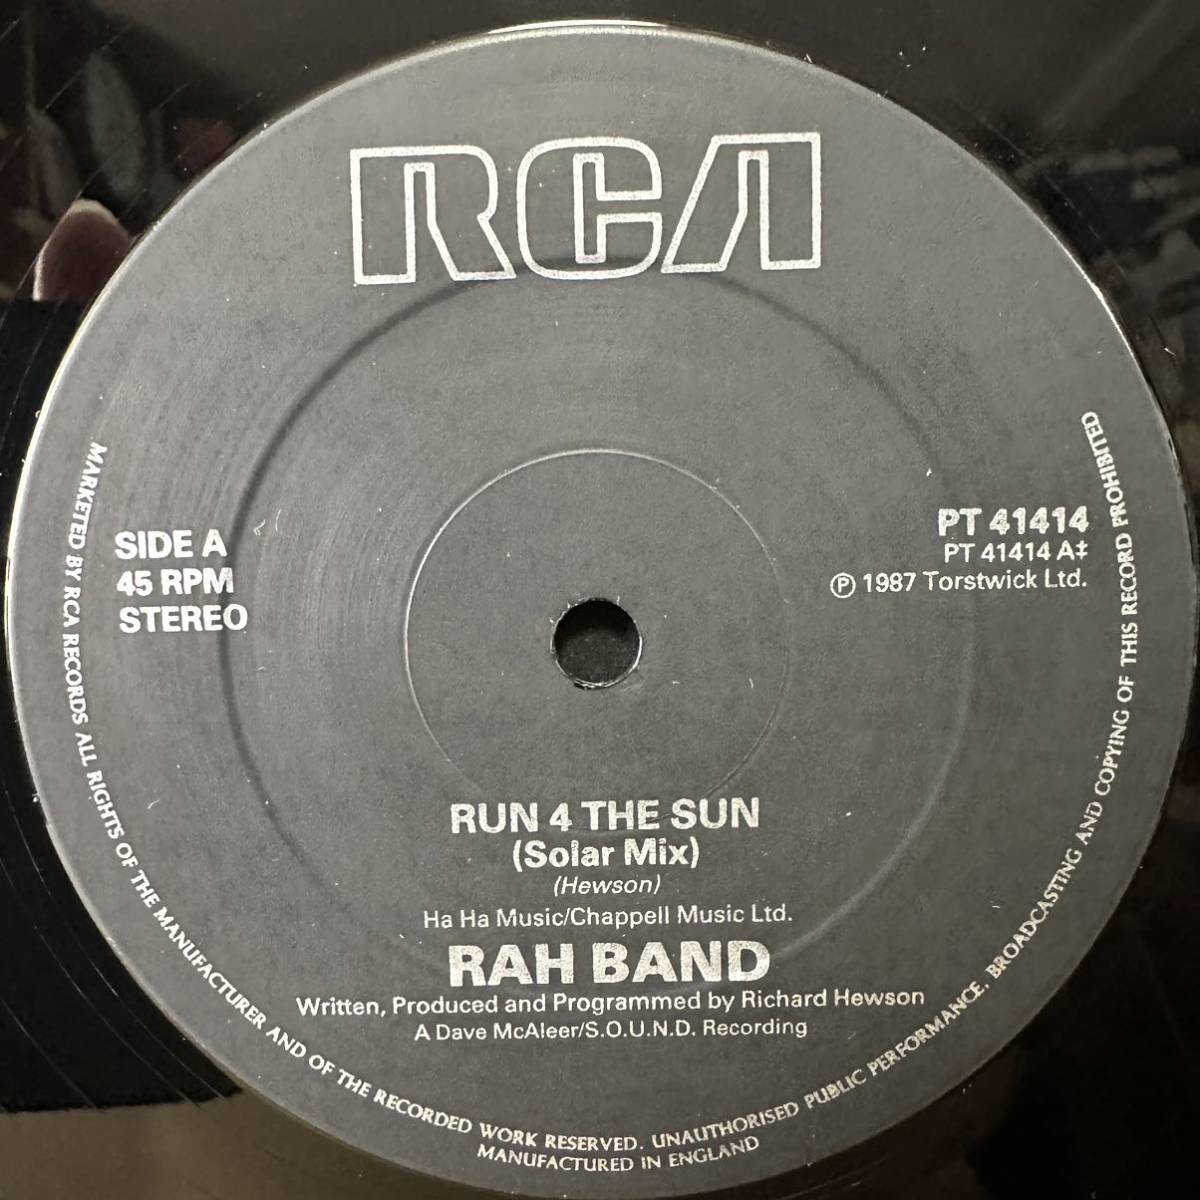 RCA
SIDE A
45 RPM
STEREO
PT 41414
PT 41414 A‡
℗ 1987 Torstwick Ltd.
RUN 4 THE SUN
(Solar Mix)
(Hewson)
Ha Ha Music/Chappell Music Ltd.
RAH BAND
Written, Produced and Programmed by Richard Hewson
A Dave McAleer/S.O.U.N.D. Recording
MARKETED BY RCA RECORDS ALL RIGHTS OF THE MANUFACTURER AND OF THE RECORDED WORK RESERVED. UNAUTHORISED PUBLIC PERFORMANCE, BROADCASTING AND COPYING OF THIS RECORD PROHIBITED
MANUFACTURED IN ENGLAND